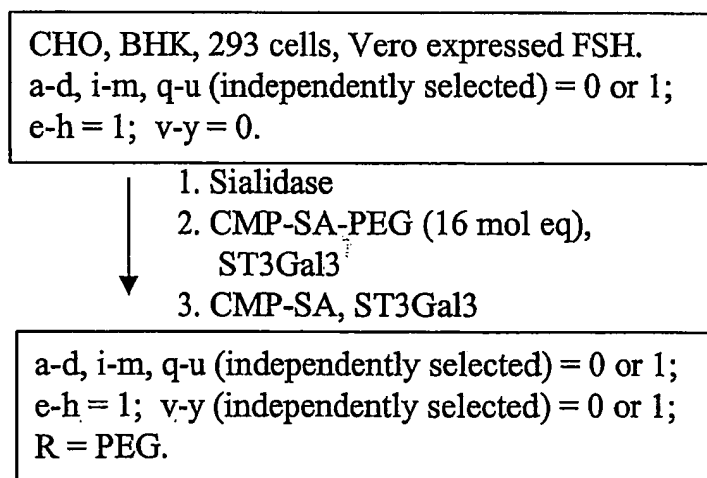 CHO, BHK, 293 cells, Vero expressed FSH.
a-d, i-m, q-u (independently selected) = 0 or 1;
e-h = 1; v-y = 0.
1. Sialidase
2. CMP-SA-PEG (16 mol eq),
ST3Gal3
3. CMP-SA, ST3Gal3
a-d, i-m, q-u (independently selected) = 0 or 1;
e-h = 1; v-y (independently selected) = 0 or 1;
R = PEG.